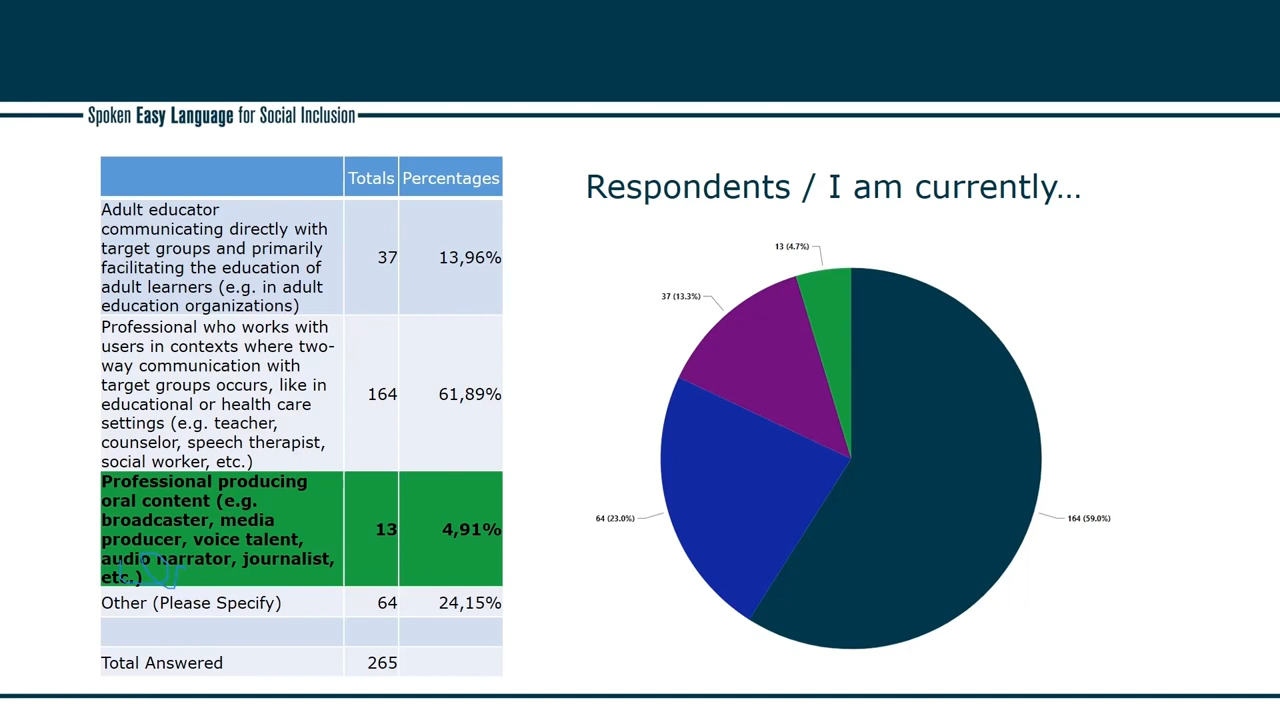 Spoken Easy Language for Social Inclusion
Totals Percentages
Adult educator
communicating directly with
target groups and primarily
facilitating the education of
adult learners (e.g. in adult
education organizations)
37
13,96%
Professional who works with
users in contexts where two-
way communication with
target groups occurs, like in
educational or health care
settings (e.g. teacher,
counselor, speech therapist,
social worker, etc.)
164
61,89%
Professional producing
oral content (e.g.
broadcaster, media
producer, voice talent,
audio narrator, journalist,
etc.)
13
4,91%
Other (Please Specify) 64 24,15%
Total Answered 265
Respondents / I am currently…
13 (4.7%)
37 (13.3%)
64 (23.0%)
164 (59.0%)